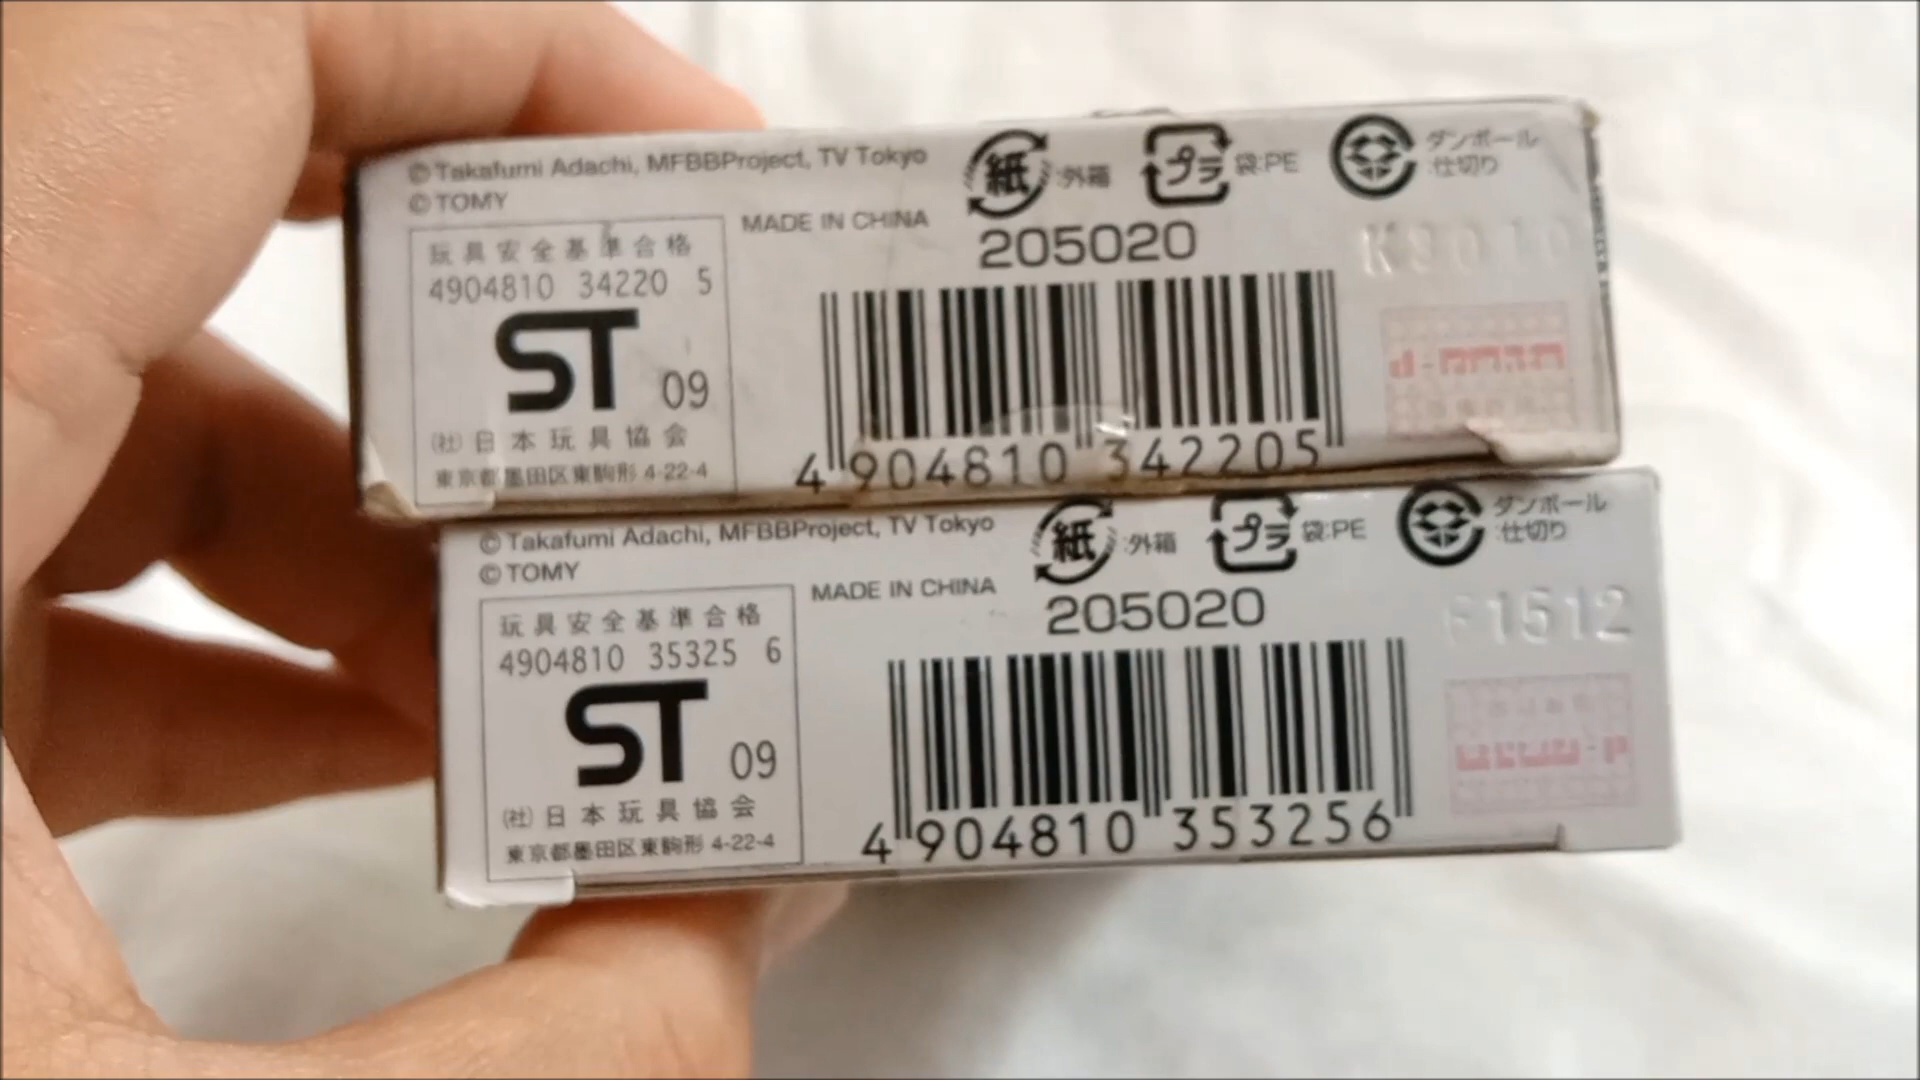 ©Takafumi Adachi, MFBBProject, TV Tokyo
©TOMY
玩具安全基準合格
4904810 34220 5
ST 09
(社)日本玩具協会
東京都墨田区東駒形 4-22-4
MADE IN CHINA
紙 :外箱
プラ 袋:PE
ダンボール
:仕切り
205020
4 904810 342205
©Takafumi Adachi, MFBBProject, TV Tokyo
©TOMY
玩具安全基準合格
4904810 35325 6
ST 09
(社)日本玩具協会
東京都墨田区東駒形 4-22-4
MADE IN CHINA
紙 :外箱
プラ 袋:PE
ダンボール
:仕切り
205020
F1512
4 904810 353256